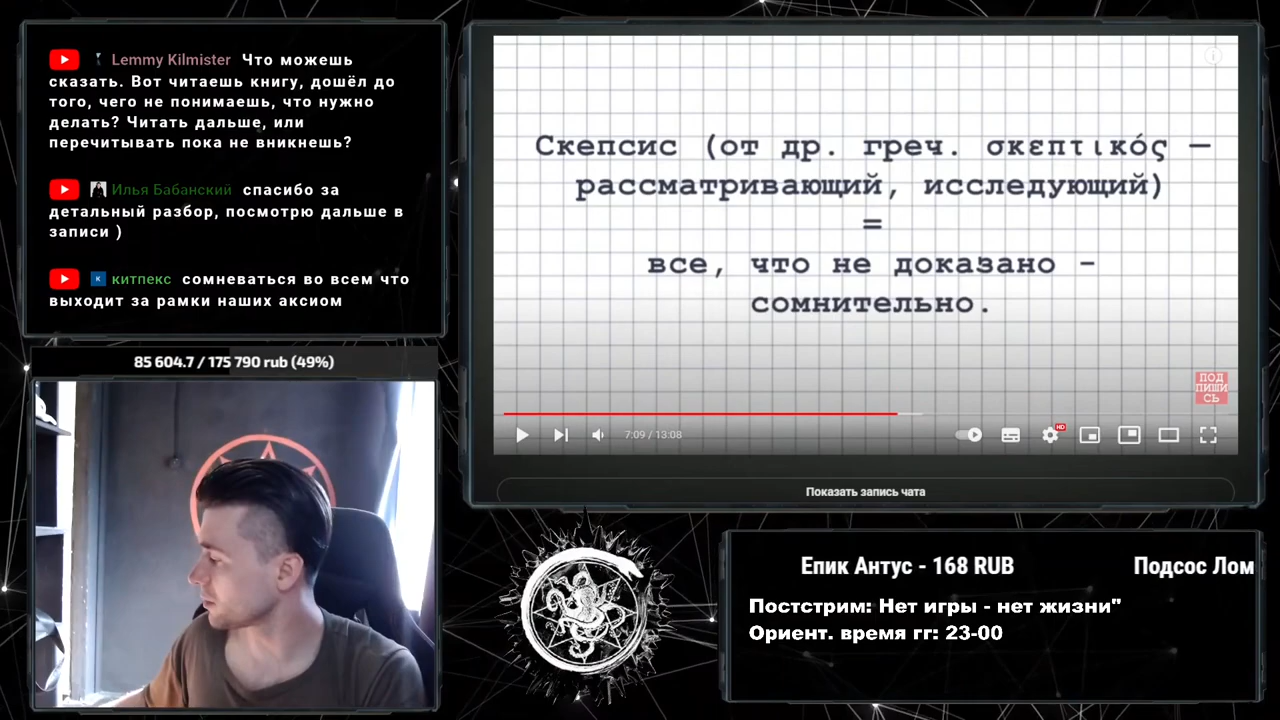 Lemmy Kilmister Что можешь
сказать. Вот читаешь книгу, дошёл до
того, чего не понимаешь, что нужно
делать? Читать дальше, или
перечитывать пока не вникнешь?
Илья Бабанский спасибо за
детальный разбор, посмотрю дальше в
записи )
К китпекс сомневаться во всем что
выходит за рамки наших аксиом
85 604.7 / 175 790 rub (49%)
Скепсис (от др. греч. σκεπτικός —
рассматривающий, исследующий)
=
все, что не доказано -
сомнительно.
ПОД
ПИШИ
СЬ
7:09 / 13:08
HD
Показать запись чата
Епик Антус - 168 RUB
Подсос Лом
Постстрим: Нет игры - нет жизни"
Ориент. время гг: 23-00